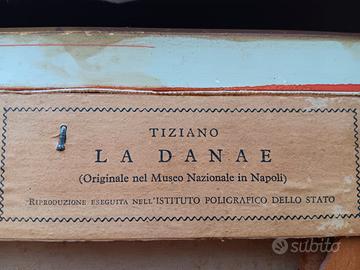 TIZIANO
LA DANAE
(Originale nel Museo Nazionale in Napoli)
RIPRODUZIONE ESEGUITA NELL'ISTITUTO POLIGRAFICO DELLO STATO
subito